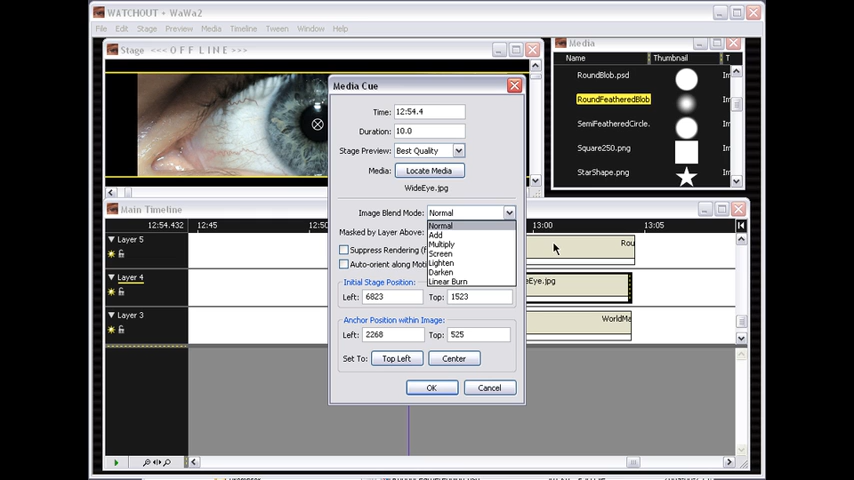 WATCHOUT • WaWa2
File Edit Stage Preview Media Timeline Tween Window Help
Stage <<< O F F L I N E >>>
Media
Name Thumbnail T
RoundBlob.psd
RoundFeatheredBlob
SemiFeatheredCircle.
Square250.png
StarShape.png
Media Cue
Time: 12:54.4
Duration: 10.0
Stage Preview: Best Quality
Media: Locate Media
WideEye.jpg
Image Blend Mode: Normal
Normal
Add
Multiply
Screen
Lighten
Darken
Linear Burn
Masked by Layer Above:
Suppress Rendering (f
Auto-orient along Moti
Initial Stage Position:
Left: 6823 Top: 1523
Anchor Position within Image:
Left: 2268 Top: 525
Set To: Top Left Center
OK Cancel
Main Timeline
12:54.432 12:45 12:50 13:00 13:05
Layer 5 Rou
Layer 4 eEye.jpg
Layer 3 WorldMa